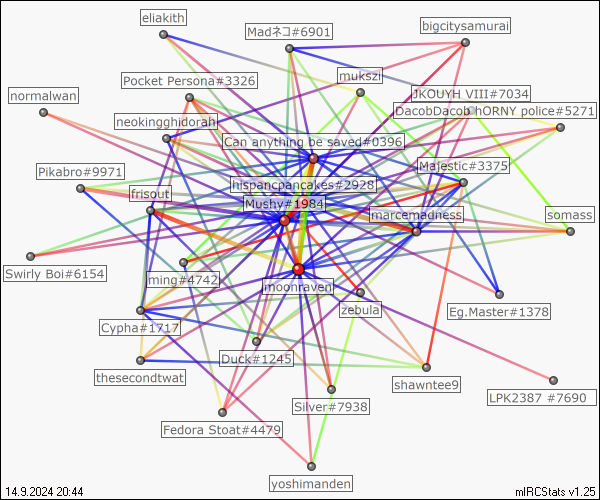 eliakith
Madネコ#6901
bigcitysamurai
mukszi
Pocket Persona#3326
JKOUYH_VIII#7034
normalwan
DacobDacob
hORNY police#5271
neokingghidorah
Can anything be saved#0396
Majestic#3375
Pikabro#9971
hispancpancakes#2928
frisout
Mushy#1984
marcemadness
somass
Swirly Boi#6154
ming#4742
moonraven
zebula
Eg.Master#1378
Cypha#1717
Duck#1245
thesecondtwat
shawntee9
LPK2387 #7690
Silver#7938
Fedora Stoat#4479
yoshimanden
14.9.2024 20:44
mIRCStats v1.25